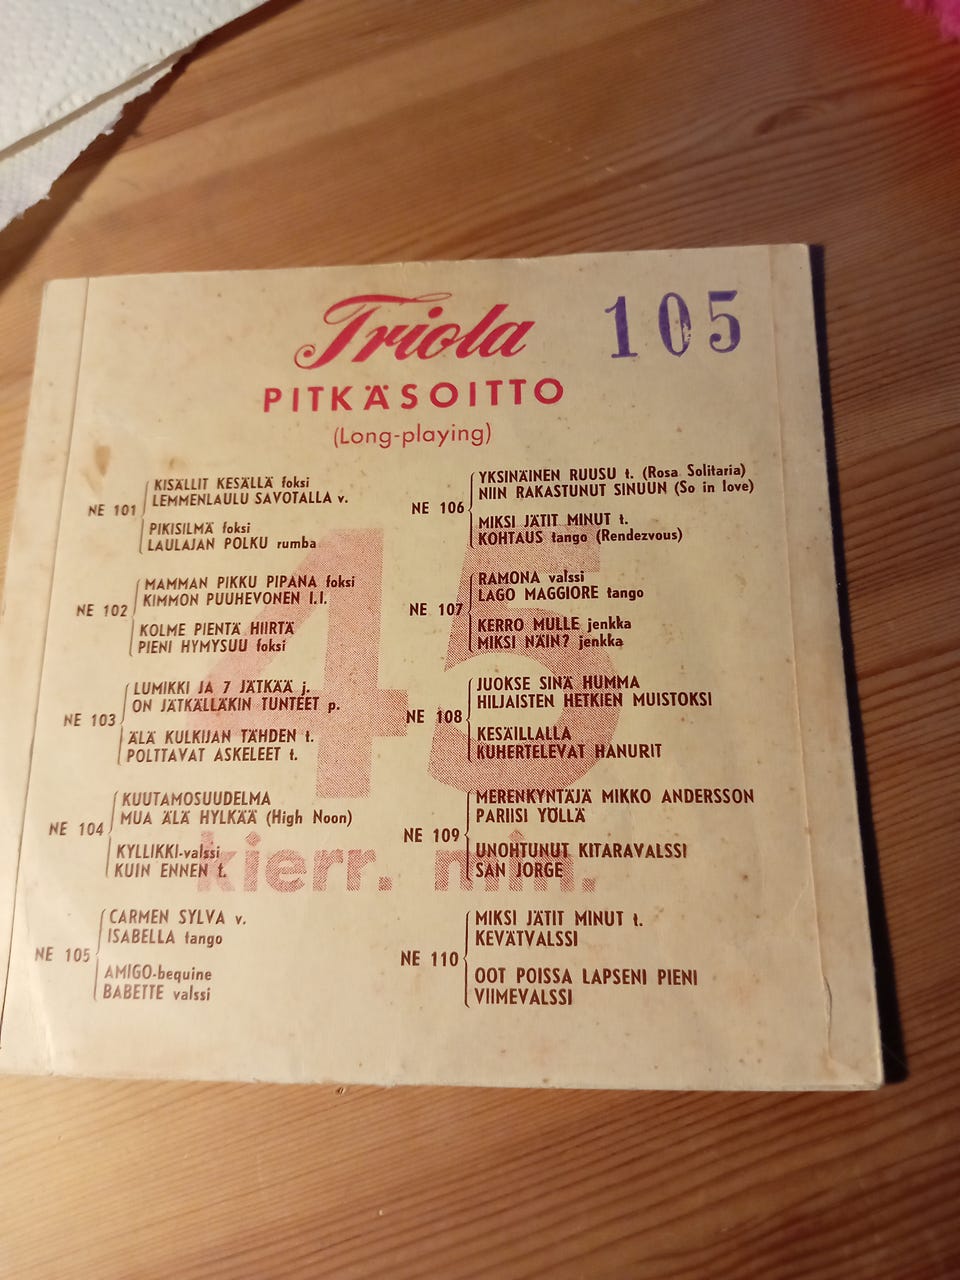 Triola
105
PITKÄSOITTO
(Long-playing)
NE 101
KISÄLLIT KESÄLLÄ foksi
LEMMENLAULU SAVOTALLA v.
PIKISILMÄ foksi
LAULAJAN POLKU rumba
NE 102
MAMMAN PIKKU PIPANA foksi
KIMMON PUUHEVONEN l.l.
KOLME PIENTÄ HIIRTÄ
PIENI HYMYSUU foksi
NE 103
LUMIKKI JA 7 JÄTKÄÄ j.
ON JÄTKÄLLÄKIN TUNTEET p.
ÄLÄ KULKIJAN TÄHDEN t.
POLTTAVAT ASKELEET t.
NE 104
KUUTAMOSUUDELMA
MUA ÄLÄ HYLKÄÄ (High Noon)
KYLLIKKI-valssi
KUIN ENNEN t.
NE 105
CARMEN SYLVA v.
ISABELLA tango
AMIGO-bequine
BABETTE valssi
NE 106
YKSINÄINEN RUUSU t. (Rosa Solitaria)
NIIN RAKASTUNUT SINUUN (So in love)
MIKSI JÄTIT MINUT t.
KOHTAUS tango (Rendezvous)
NE 107
RAMONA valssi
LAGO MAGGIORE tango
KERRO MULLE jenkka
MIKSI NÄIN? jenkka
NE 108
JUOKSE SINÄ HUMMA
HILJAISTEN HETKIEN MUISTOKSI
KESÄILLALLA
KUHERTELEVAT HANURIT
NE 109
MERENKYNTÄJÄ MIKKO ANDERSSON
PARIISI YÖLLÄ
UNOHTUNUT KITARAVALSSI
SAN JORGE
NE 110
MIKSI JÄTIT MINUT t.
KEVÄTVALSSI
OOT POISSA LAPSENI PIENI
VIIMEVALSSI
45
kierr. min.